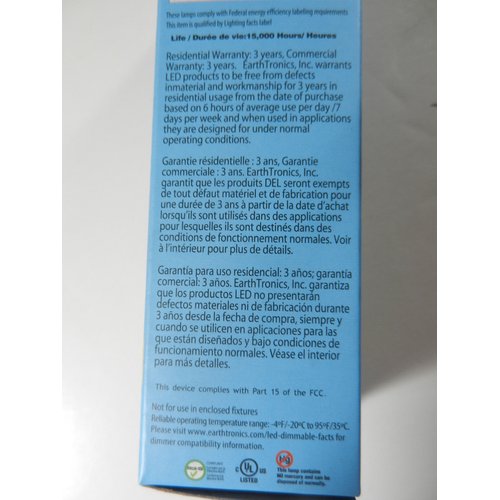 These lamps comply with Federal energy efficiency labeling requirements
This item is qualified by Lighting facts label
Life / Durée de vie:15,000 Hours/ Heures
Residential Warranty: 3 years, Commercial
Warranty: 3 years. EarthTronics, Inc. warrants
LED products to be free from defects
inmaterial and workmanship for 3 years in
residential usage from the date of purchase
based on 6 hours of average use per day /7
days per week and when used in applications
they are designed for under normal
operating conditions.
Garantie résidentielle : 3 ans, Garantie
commerciale : 3 ans. EarthTronics, Inc.
garantit que les produits DEL seront exempts
de tout défaut matériel et de fabrication pour
une durée de 3 ans à partir de la date d'achat
lorsqu'ils sont utilisés dans des applications
pour lesquelles ils sont destinés dans des
conditions de fonctionnement normales. Voir
à l'intérieur pour plus de détails.
Garantía para uso residencial: 3 años; garantía
comercial: 3 años. EarthTronics, Inc. garantiza
que los productos LED no presentarán
defectos materiales ni de fabricación durante
3 años desde la fecha de compra, siempre y
cuando se utilicen en aplicaciones para las
que están diseñados y bajo condiciones de
funcionamiento normales. Véase el interior
para más detalles.
This device complies with Part 15 of the FCC.
Not for use in enclosed fixtures
Reliable operating temperature range: -4°F/-20°C to 95°F/35°C.
Please visit www.earthtronics.com/led-dimmable-facts for
dimmer compatibility information.
c UL us
LISTED
This lamp contains
NO mercury and can be
disposed of normally.